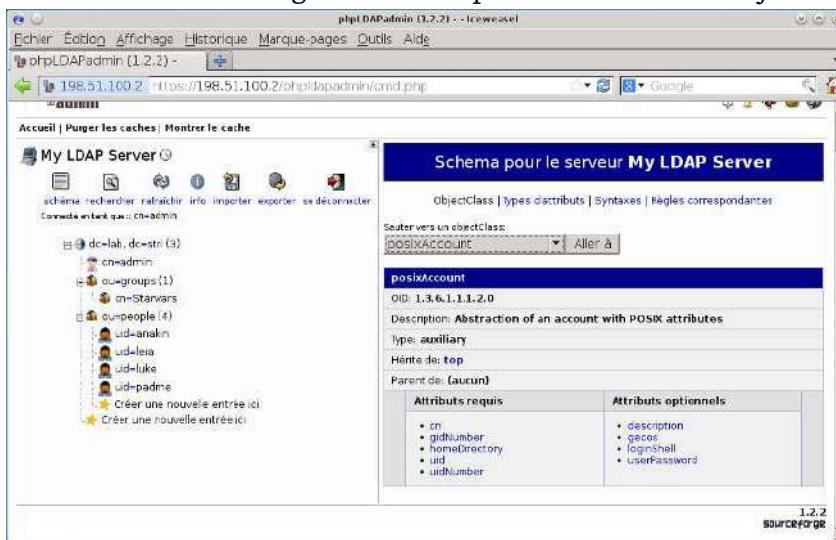 phpLDAPadmin (1.2.2) - - Iceweasel
Fichier Édition Affichage Historique Marque-pages Outils Aide
phpLDAPadmin (1.2.2) -
198.51.100.2 https://198.51.100.2/phpldapadmin/cmd.php
Google
Accueil | Purger les caches | Montrer le cache
My LDAP Server
schéma rechercher rafraîchir info importer exporter se déconnecter
Connecté en tant que : cn=admin
dc=lab, dc=stri (3)
cn=admin
ou=groups (1)
cn=Starwars
ou=people (4)
uid=anakin
uid=leia
uid=luke
uid=padme
Créer une nouvelle entrée ici
Créer une nouvelle entrée ici
Schema pour le serveur My LDAP Server
ObjectClass | Types d'attributs | Syntaxes | Règles correspondantes
Sauter vers un objectClass:
posixAccount Aller à
posixAccount
OID: 1.3.6.1.1.1.2.0
Description: Abstraction of an account with POSIX attributes
Type: auxiliary
Hérite de: top
Parent de: (aucun)
Attributs requis
• cn
• gidNumber
• homeDirectory
• uid
• uidNumber
Attributs optionnels
• description
• gecos
• loginShell
• userPassword
1.2.2
sourceforge